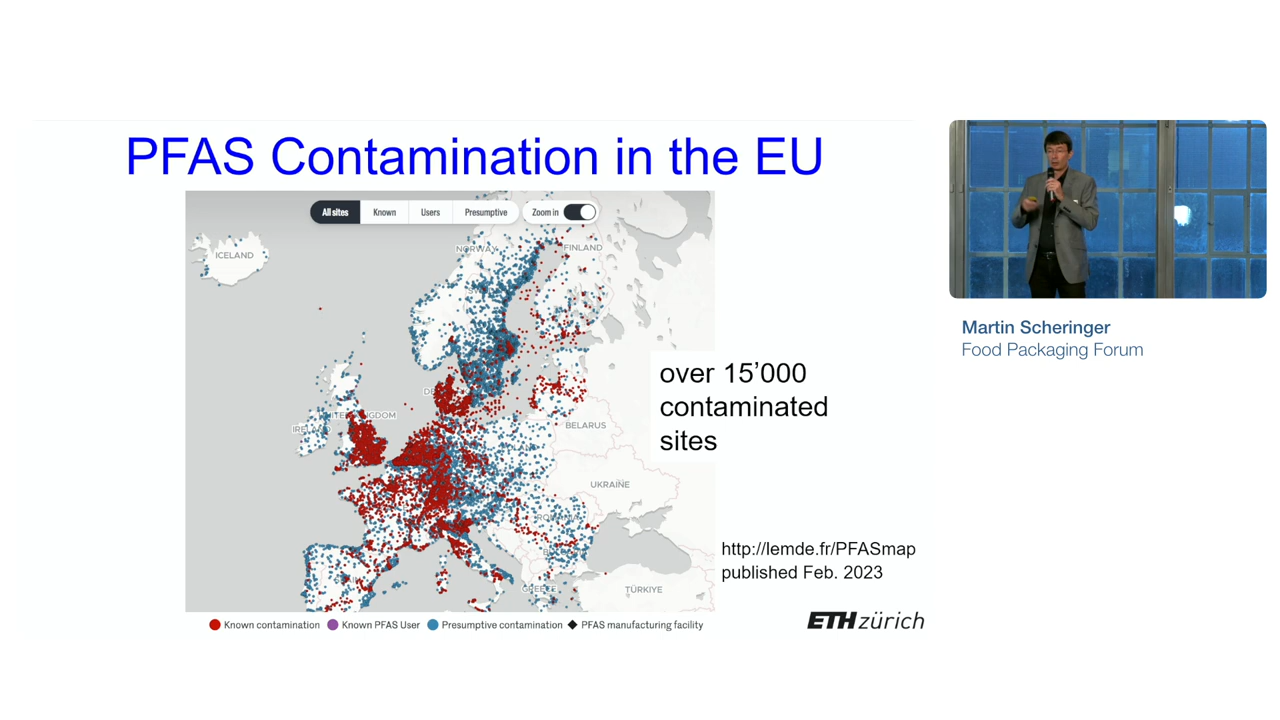 PFAS Contamination in the EU
All sites Known Users Presumptive Zoom in
ICELAND
NORWAY
FINLAND
UNITED KINGDOM
BELARUS
UKRAINE
GREECE
TÜRKIYE
over 15’000
contaminated
sites
http://lemde.fr/PFASmap
published Feb. 2023
Known contamination Known PFAS User Presumptive contamination PFAS manufacturing facility
ETH zürich
Martin Scheringer
Food Packaging Forum